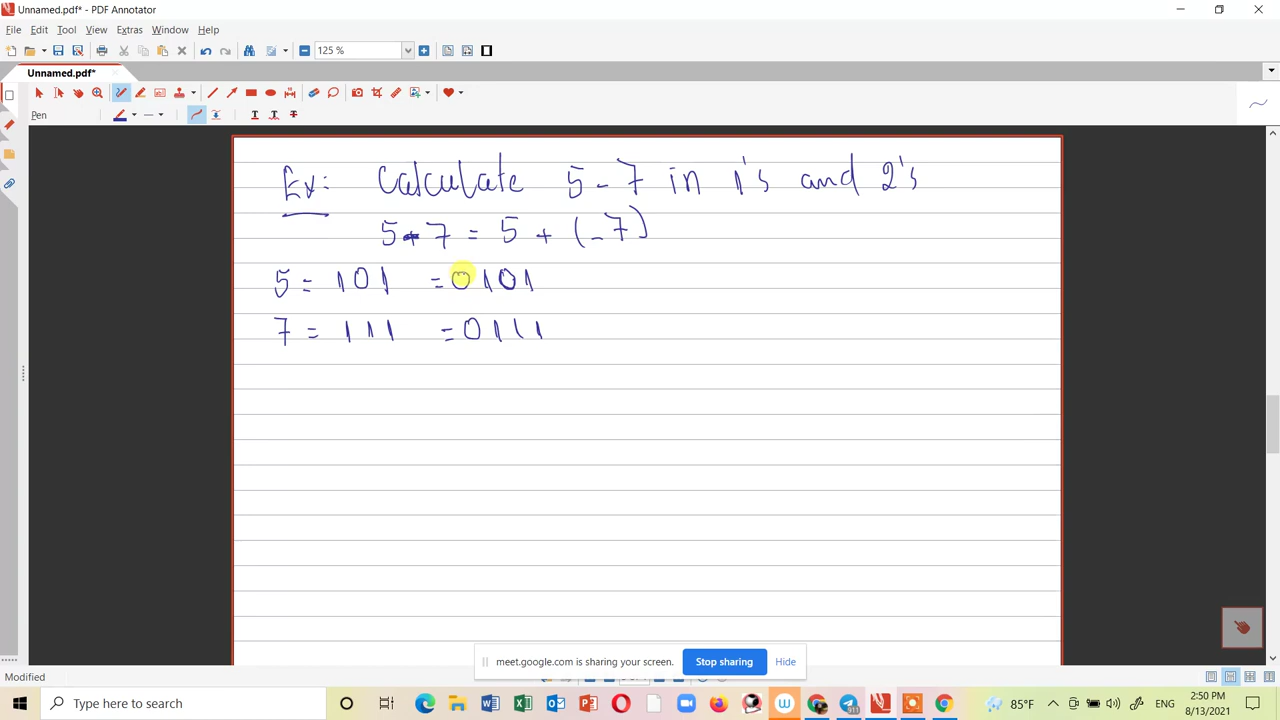 Unnamed.pdf* - PDF Annotator
File Edit Tool View Extras Window Help
125 %
Unnamed.pdf*
Pen
Ex: Calculate 5 - 7 in 1's and 2's
5 - 7 = 5 + (-7)
5 = 101 = 0101
7 = 111 = 0111
meet.google.com is sharing your screen. Stop sharing Hide
Modified
Type here to search
85°F
ENG
2:50 PM
8/13/2021